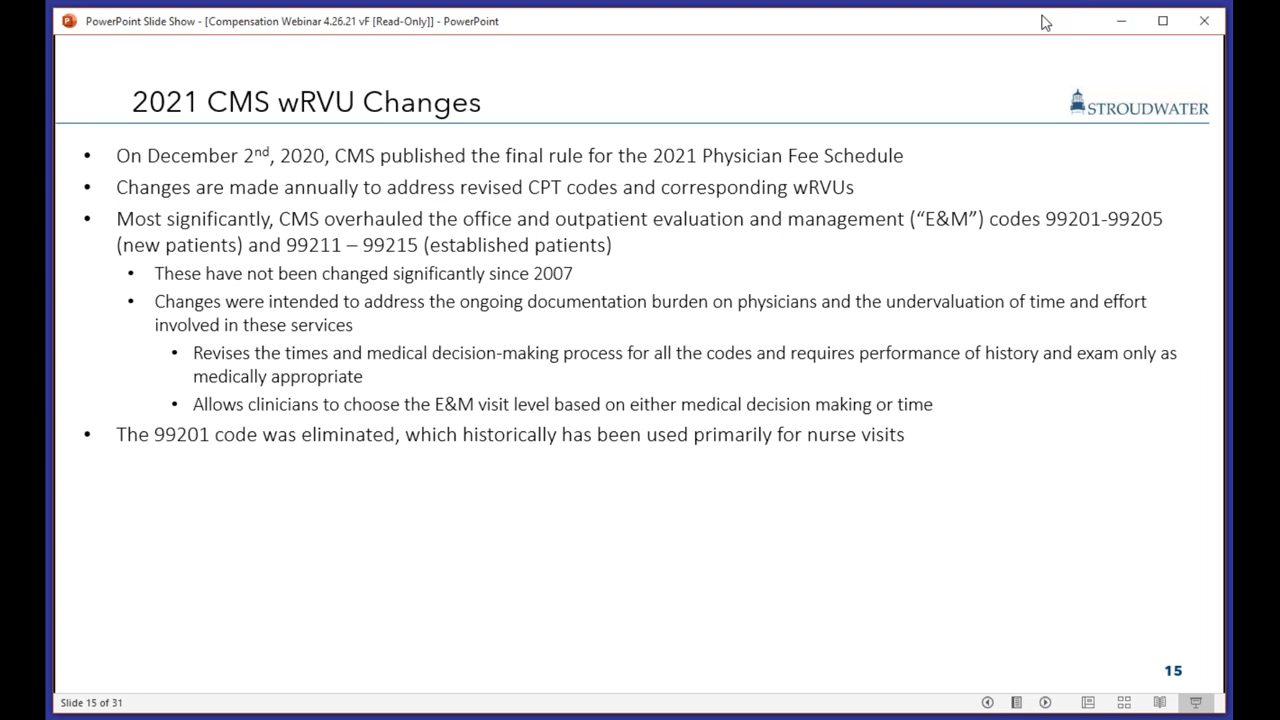 PowerPoint Slide Show - [Compensation Webinar 4.26.21 vF [Read-Only]] - PowerPoint
2021 CMS wRVU Changes
STROUDWATER
• On December 2nd, 2020, CMS published the final rule for the 2021 Physician Fee Schedule
• Changes are made annually to address revised CPT codes and corresponding wRVUs
• Most significantly, CMS overhauled the office and outpatient evaluation and management (“E&M”) codes 99201-99205
(new patients) and 99211 – 99215 (established patients)
• These have not been changed significantly since 2007
• Changes were intended to address the ongoing documentation burden on physicians and the undervaluation of time and effort
involved in these services
• Revises the times and medical decision-making process for all the codes and requires performance of history and exam only as
medically appropriate
• Allows clinicians to choose the E&M visit level based on either medical decision making or time
• The 99201 code was eliminated, which historically has been used primarily for nurse visits
15
Slide 15 of 31